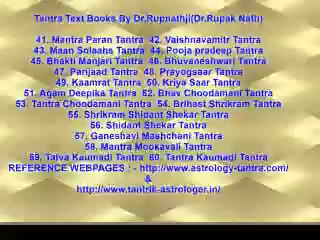 Tantra Text Books By Dr.Rupnathji(Dr.Rupak Nath)
41. Mantra Paran Tantra 42. Vaishnavamitr Tantra
43. Maan Solaahs Tantra 44. Pooja pradeep Tantra
45. Bhakti Manjari Tantra 46. Bhuvaneshwari Tantra
47. Parijaad Tantra 48. Prayogsaar Tantra
49. Kaamrat Tantra 50. Kriya Saar Tantra
51. Agam Deepika Tantra 52. Bhav Choodamani Tantra
53. Tantra Choodamani Tantra 54. Brihast Shrikram Tantra
55. Shrikram Shidant Shekar Tantra
56. Shidant Shekar Tantra
57. Ganeshavi Mashchani Tantra
58. Mantra Mookavali Tantra
59. Tatva Kaumadi Tantra 60. Tantra Kaumadi Tantra
REFERENCE WEBPAGES : - http://www.astrology-tantra.com/
&
http://www.tantrik-astrologer.in/